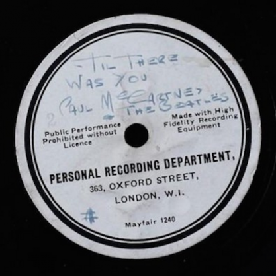 'TIL THERE
WAS YOU
PAUL McCARTNEY
& THE BEATLES
Public Performance
Prohibited without
Licence
Made with High
Fidelity Recording
Equipment
PERSONAL RECORDING DEPARTMENT,
363, OXFORD STREET,
LONDON, W.1.
Mayfair 1240